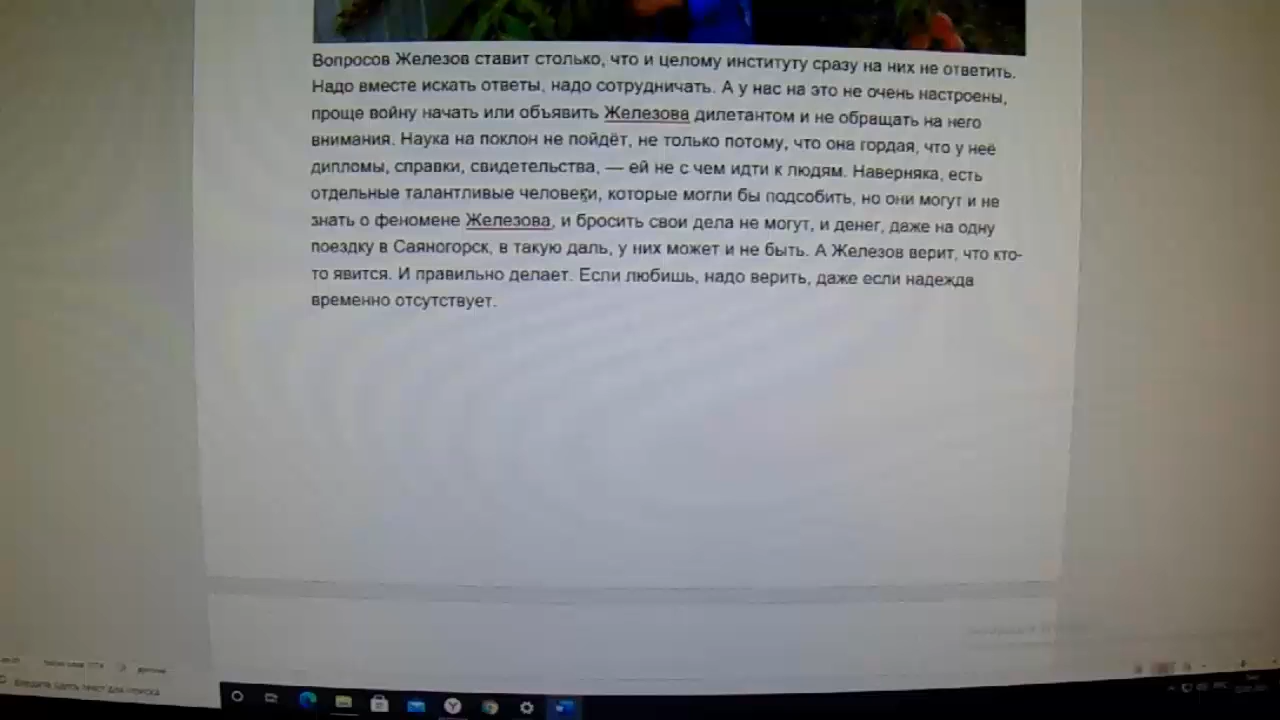 Вопросов Железов ставит столько, что и целому институту сразу на них не ответить.
Надо вместе искать ответы, надо сотрудничать. А у нас на это не очень настроены,
проще войну начать или объявить Железова дилетантом и не обращать на него
внимания. Наука на поклон не пойдёт, не только потому, что она гордая, что у неё
дипломы, справки, свидетельства, — ей не с чем идти к людям. Наверняка, есть
отдельные талантливые человеки, которые могли бы подсобить, но они могут и не
знать о феномене Железова, и бросить свои дела не могут, и денег, даже на одну
поездку в Саяногорск, в такую даль, у них может и не быть. А Железов верит, что кто-
то явится. И правильно делает. Если любишь, надо верить, даже если надежда
временно отсутствует.